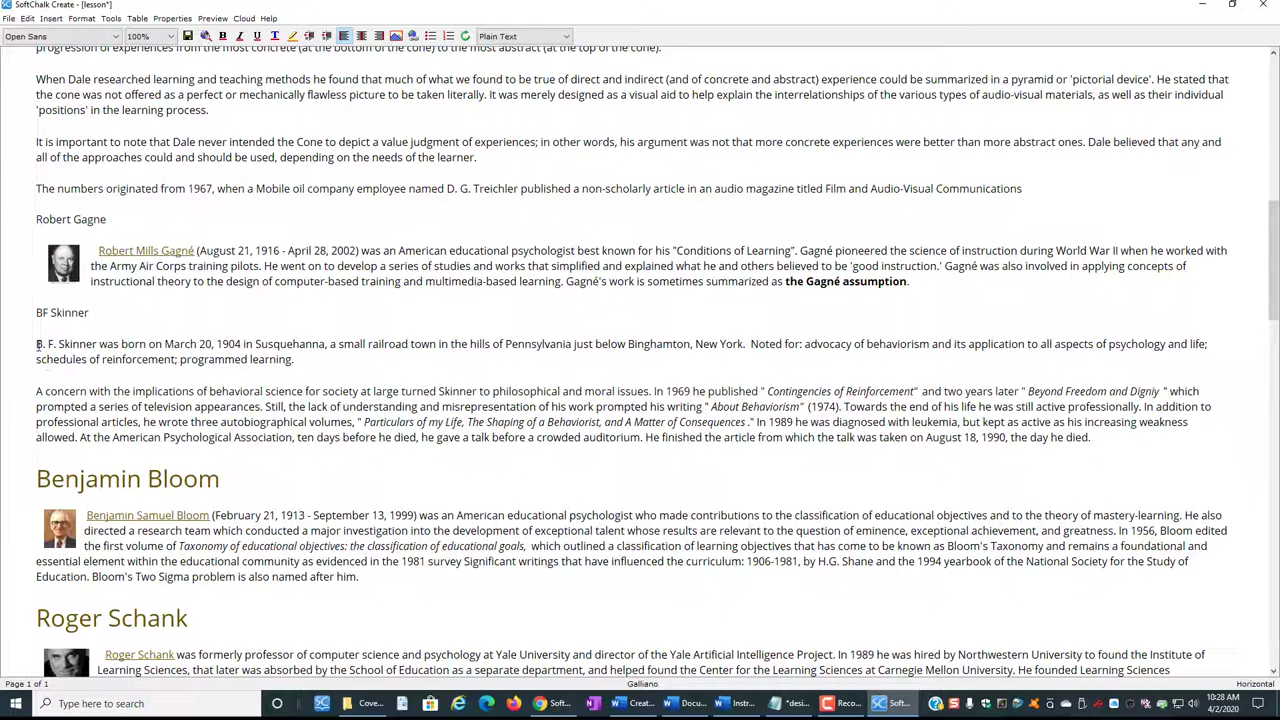 SoftChalk Create - [lesson*]
File Edit Insert Format Tools Table Properties Preview Cloud Help
Open Sans 100% B I U T Plain Text
progression of experiences from the most concrete (at the bottom of the cone) to the most abstract (at the top of the cone).
When Dale researched learning and teaching methods he found that much of what we found to be true of direct and indirect (and of concrete and abstract) experience could be summarized in a pyramid or 'pictorial device'. He stated that
the cone was not offered as a perfect or mechanically flawless picture to be taken literally. It was merely designed as a visual aid to help explain the interrelationships of the various types of audio-visual materials, as well as their individual
'positions' in the learning process.
It is important to note that Dale never intended the Cone to depict a value judgment of experiences; in other words, his argument was not that more concrete experiences were better than more abstract ones. Dale believed that any and
all of the approaches could and should be used, depending on the needs of the learner.
The numbers originated from 1967, when a Mobile oil company employee named D. G. Treichler published a non-scholarly article in an audio magazine titled Film and Audio-Visual Communications
Robert Gagne
Robert Mills Gagné (August 21, 1916 - April 28, 2002) was an American educational psychologist best known for his "Conditions of Learning". Gagné pioneered the science of instruction during World War II when he worked with
the Army Air Corps training pilots. He went on to develop a series of studies and works that simplified and explained what he and others believed to be 'good instruction.' Gagné was also involved in applying concepts of
instructional theory to the design of computer-based training and multimedia-based learning. Gagné's work is sometimes summarized as the Gagné assumption.
BF Skinner
B. F. Skinner was born on March 20, 1904 in Susquehanna, a small railroad town in the hills of Pennsylvania just below Binghamton, New York. Noted for: advocacy of behaviorism and its application to all aspects of psychology and life;
schedules of reinforcement; programmed learning.
A concern with the implications of behavioral science for society at large turned Skinner to philosophical and moral issues. In 1969 he published " Contingencies of Reinforcement" and two years later " Beyond Freedom and Digniy " which
prompted a series of television appearances. Still, the lack of understanding and misrepresentation of his work prompted his writing " About Behaviorism" (1974). Towards the end of his life he was still active professionally. In addition to
professional articles, he wrote three autobiographical volumes, " Particulars of my Life, The Shaping of a Behaviorist, and A Matter of Consequences ." In 1989 he was diagnosed with leukemia, but kept as active as his increasing weakness
allowed. At the American Psychological Association, ten days before he died, he gave a talk before a crowded auditorium. He finished the article from which the talk was taken on August 18, 1990, the day he died.
Benjamin Bloom
Benjamin Samuel Bloom (February 21, 1913 - September 13, 1999) was an American educational psychologist who made contributions to the classification of educational objectives and to the theory of mastery-learning. He also
directed a research team which conducted a major investigation into the development of exceptional talent whose results are relevant to the question of eminence, exceptional achievement, and greatness. In 1956, Bloom edited
the first volume of Taxonomy of educational objectives: the classification of educational goals, which outlined a classification of learning objectives that has come to be known as Bloom's Taxonomy and remains a foundational and
essential element within the educational community as evidenced in the 1981 survey Significant writings that have influenced the curriculum: 1906-1981, by H.G. Shane and the 1994 yearbook of the National Society for the Study of
Education. Bloom's Two Sigma problem is also named after him.
Roger Schank
Roger Schank was formerly professor of computer science and psychology at Yale University and director of the Yale Artificial Intelligence Project. In 1989 he was hired by Northwestern University to found the Institute of
Learning Sciences, that later was absorbed by the School of Education as a separate department, and helped found the Center for the Learning Sciences at Carnegie Mellon University. He founded Learning Sciences
Page 1 of 1 Galliano Horizontal
Type here to search Cove... Soft... Creat... Docu... Instr... *desi... Reco... Soft... 10:28 AM
4/2/2020